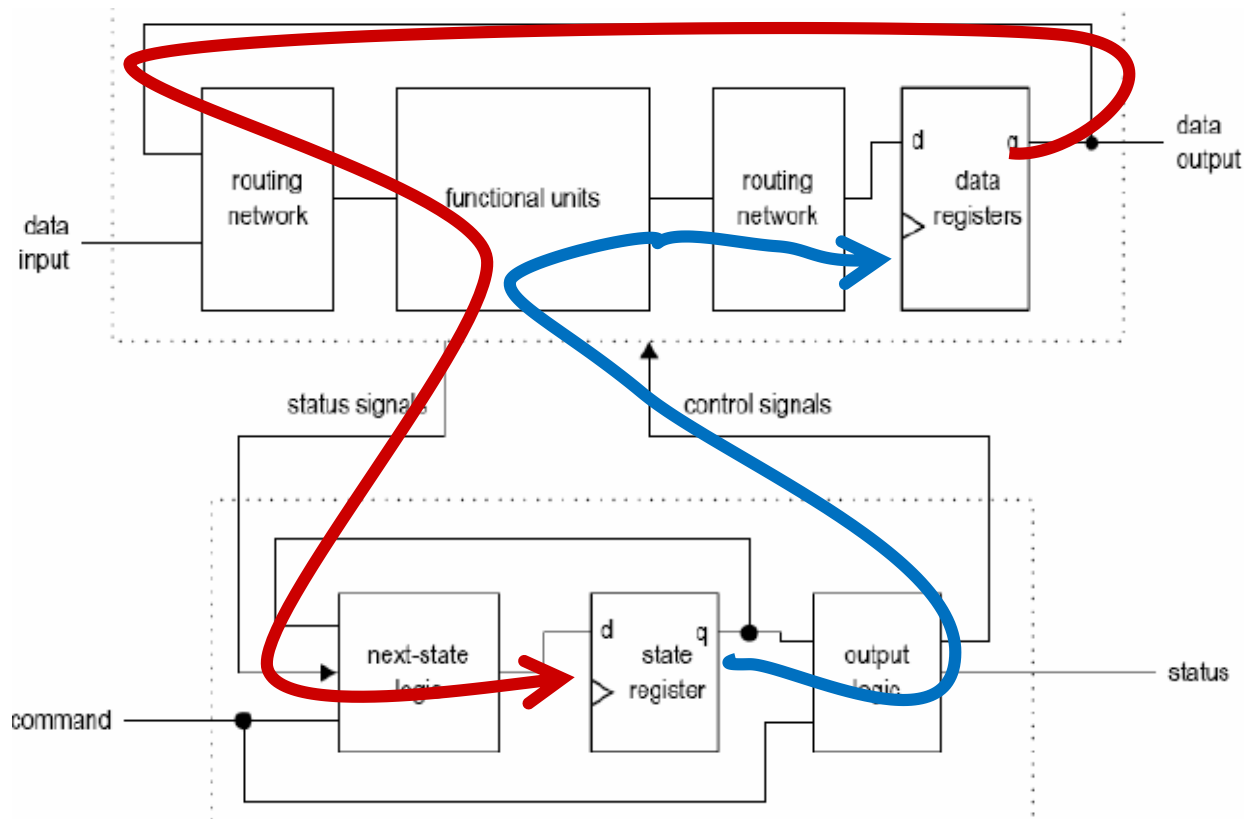 data
output
d
q
routing
network
functional units
routing
network
data
registers
data
input
status signals
control signals
next-state
logic
d
q
state
register
output
logic
status
command